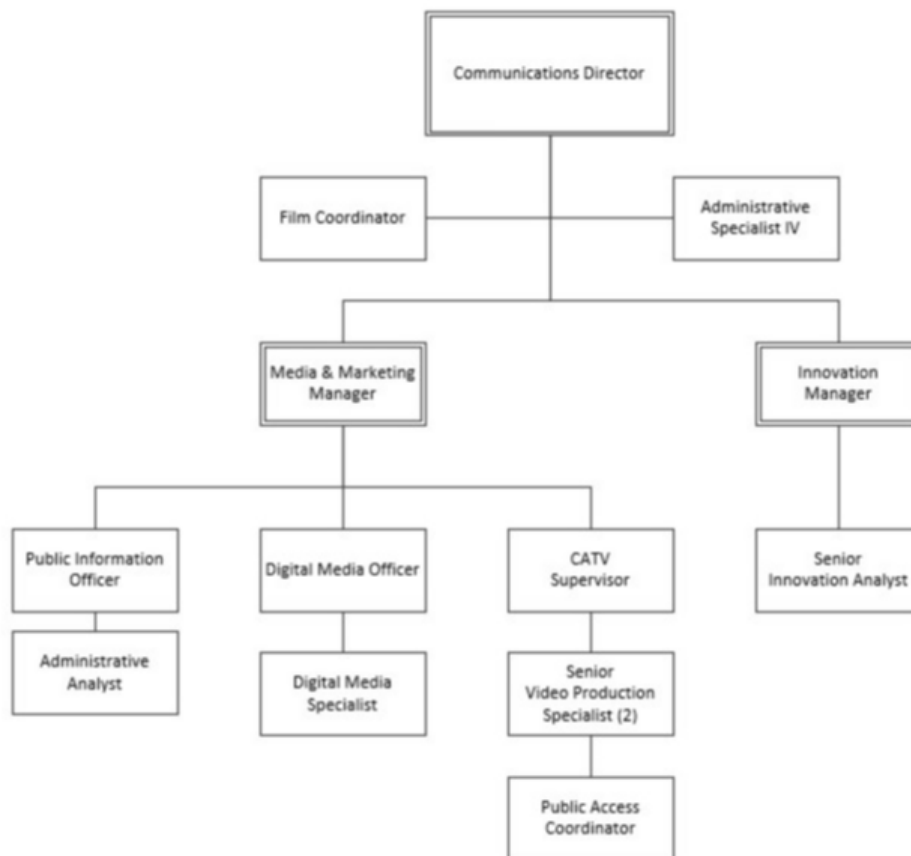 Communications Director
Film Coordinator
Administrative
Specialist IV
Media & Marketing
Manager
Innovation
Manager
Public Information
Officer
Digital Media Officer
CATV
Supervisor
Senior
Innovation Analyst
Administrative
Analyst
Digital Media
Specialist
Senior
Video Production
Specialist (2)
Public Access
Coordinator